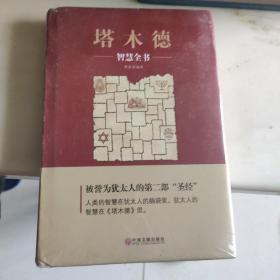 塔木德
智慧全书
被誉为犹太人的第二部“圣经”
人类的智慧在犹太人的脑袋里，犹太人的
智慧在《塔木德》里。